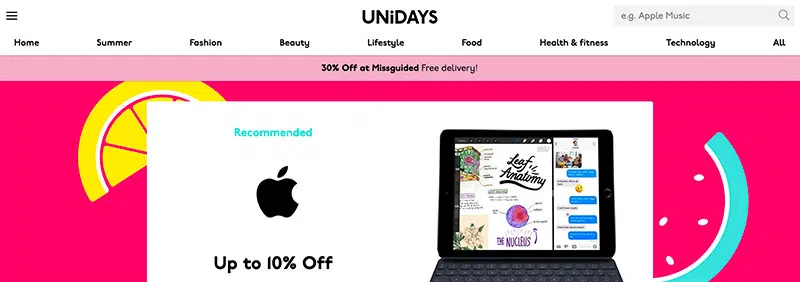 UNiDAYS
e.g. Apple Music
Home Summer Fashion Beauty Lifestyle Food Health & fitness Technology All
30% Off at Missguided Free delivery!
Recommended
Up to 10% Off
Leaf Anatomy
THE NUCLEUS